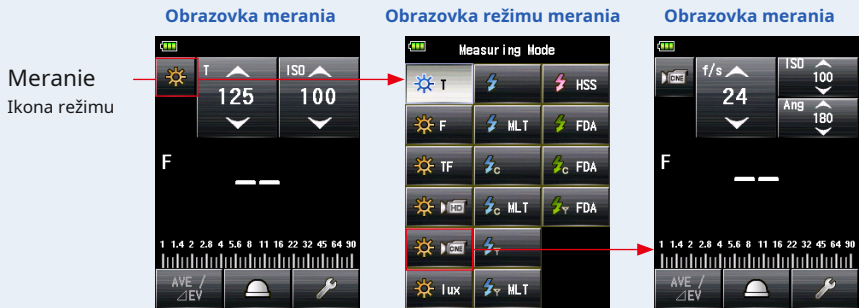 Obrazovka merania
Obrazovka režimu merania
Obrazovka merania
Meranie
Ikona režimu
T
125
ISO
100
F
1 1.4 2 2.8 4 5.6 8 11 16 22 32 45 64 90
AVE /
⊿EV
Measuring Mode
T
HSS
F
MLT
FDA
TF
C
C FDA
HD
C MLT
Y FDA
CINE
Y
lux
Y MLT
CINE
f/s
24
ISO
100
Ang
180
F
1 1.4 2 2.8 4 5.6 8 11 16 22 32 45 64 90
AVE /
⊿EV